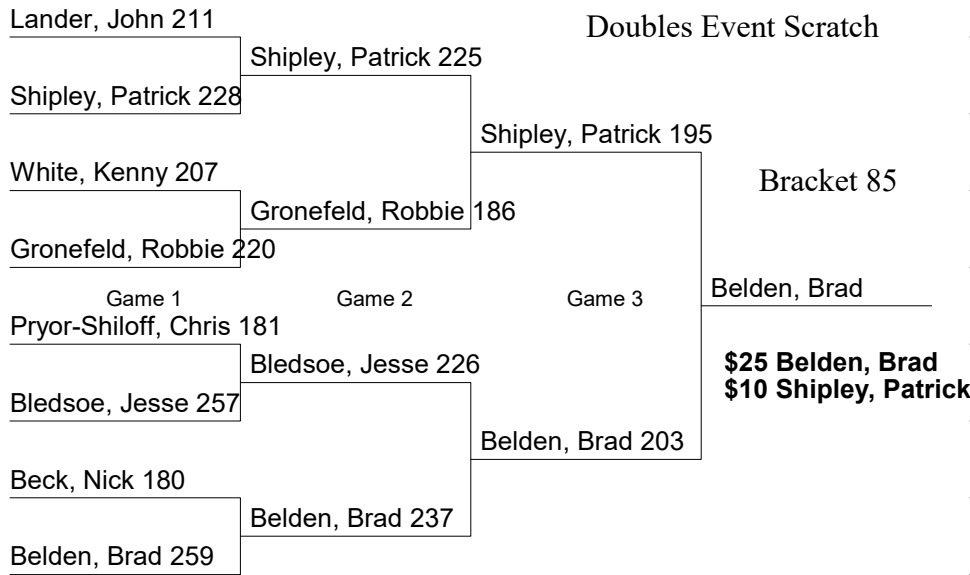 Lander, John 211
Doubles Event Scratch
Shipley, Patrick 225
Shipley, Patrick 228
Shipley, Patrick 195
White, Kenny 207
Bracket 85
Gronefeld, Robbie 186
Gronefeld, Robbie 220
Game 1
Game 2
Game 3
Belden, Brad
Pryor-Shiloff, Chris 181
Bledsoe, Jesse 226
$25 Belden, Brad
$10 Shipley, Patrick
Bledsoe, Jesse 257
Belden, Brad 203
Beck, Nick 180
Belden, Brad 237
Belden, Brad 259